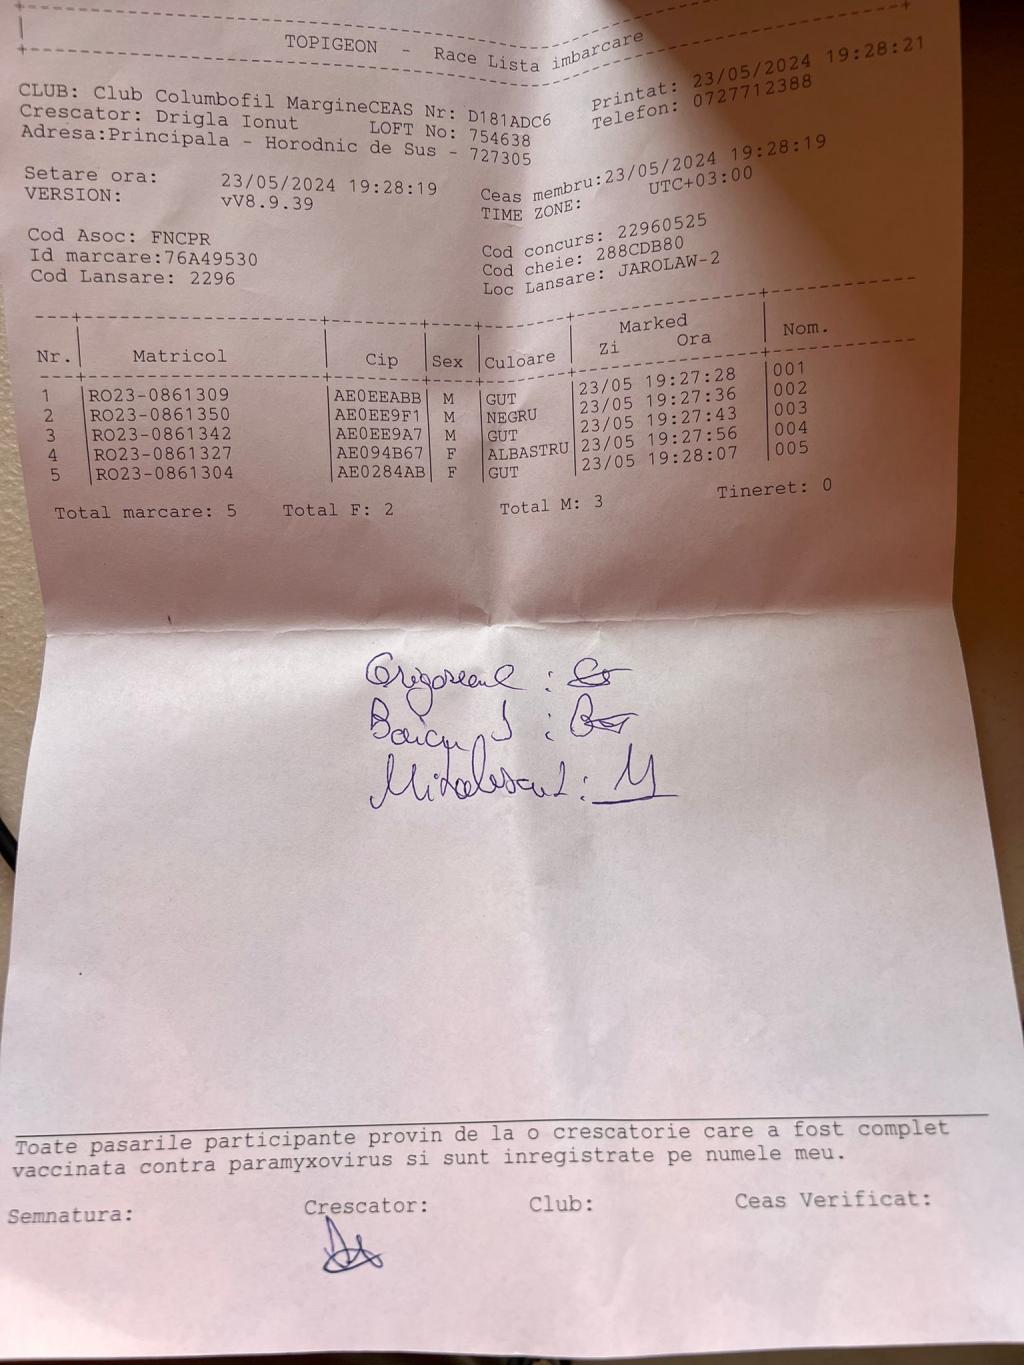 TOPIGEON - Race Lista imbarcare
CLUB: Club Columbofil MargineCEAS Nr: D181ADC6 Printat: 23/05/2024 19:28:21
Crescator: Drigla Ionut LOFT No: 754638 Telefon: 0727712388
Adresa:Principala - Horodnic de Sus - 727305
Setare ora: 23/05/2024 19:28:19 Ceas membru:23/05/2024 19:28:19
VERSION: vV8.9.39 TIME ZONE: UTC+03:00
Cod Asoc: FNCPR Cod concurs: 22960525
Id marcare:76A49530 Cod cheie: 288CDB80
Cod Lansare: 2296 Loc Lansare: JAROLAW-2
Marked
Nr. Matricol Cip Sex Culoare Zi Ora Nom.
1 RO23-0861309 AE0EEABB M GUT 23/05 19:27:28 001
2 RO23-0861350 AE0EE9F1 M NEGRU 23/05 19:27:36 002
3 RO23-0861342 AE0EE9A7 M GUT 23/05 19:27:43 003
4 RO23-0861327 AE094B67 F ALBASTRU 23/05 19:27:56 004
5 RO23-0861304 AE0284AB F GUT 23/05 19:28:07 005
Total marcare: 5 Total F: 2 Total M: 3 Tineret: 0
:
:
: M
Toate pasarile participante provin de la o crescatorie care a fost complet
vaccinata contra paramyxovirus si sunt inregistrate pe numele meu.
Semnatura: Crescator: Club: Ceas Verificat: